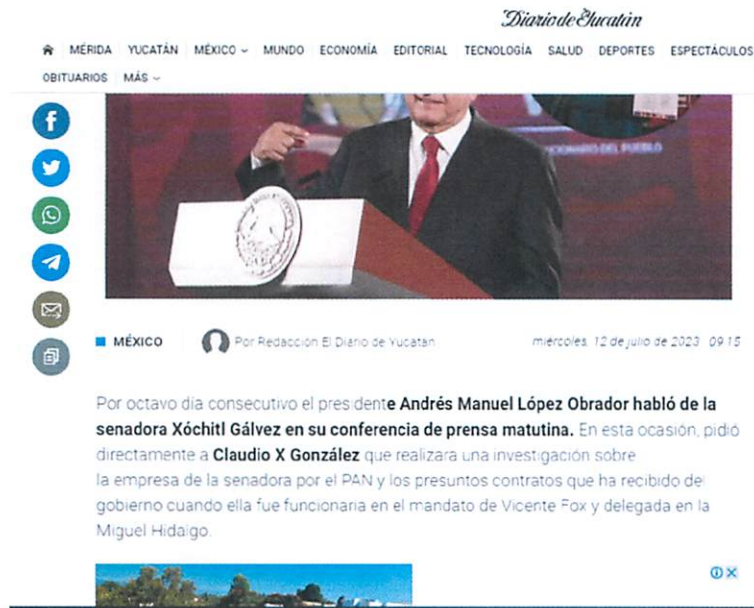 Diario de Yucatán
MÉRIDA YUCATÁN MÉXICO MUNDO ECONOMÍA EDITORIAL TECNOLOGÍA SALUD DEPORTES ESPECTÁCULOS
OBITUARIOS MÁS
CIONARIO DEL PUEBLO
MÉXICO Por Redacción El Diario de Yucatán miércoles, 12 de julio de 2023 09:15
Por octavo día consecutivo el presidente Andrés Manuel López Obrador habló de la
senadora Xóchitl Gálvez en su conferencia de prensa matutina. En esta ocasión, pidió
directamente a Claudio X González que realizara una investigación sobre
la empresa de la senadora por el PAN y los presuntos contratos que ha recibido del
gobierno cuando ella fue funcionaria en el mandato de Vicente Fox y delegada en la
Miguel Hidalgo.